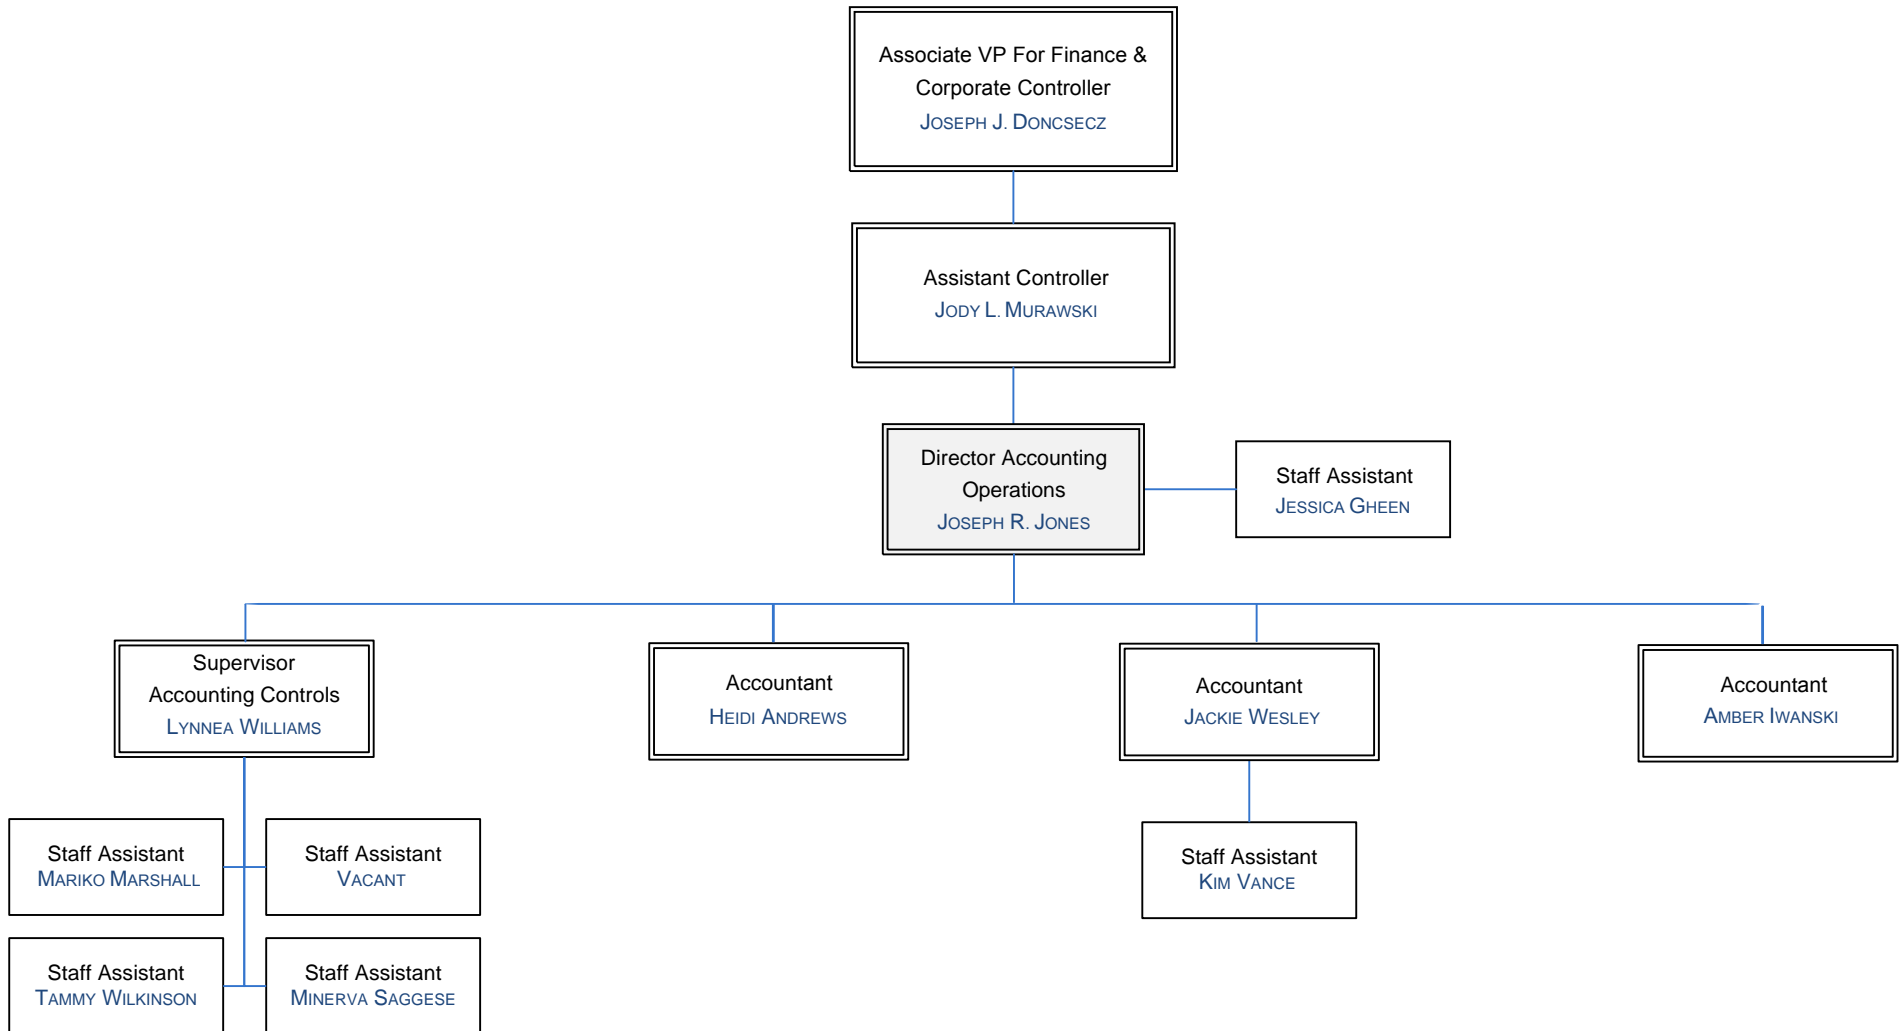 Associate VP For Finance &
Corporate Controller
JOSEPH J. DONCSECZ
Assistant Controller
JODY L. MURAWSKI
Director Accounting
Operations
JOSEPH R. JONES
Staff Assistant
JESSICA GHEEN
Supervisor
Accounting Controls
LYNNEA WILLIAMS
Accountant
HEIDI ANDREWS
Accountant
JACKIE WESLEY
Accountant
AMBER IWANSKI
Staff Assistant
MARIKO MARSHALL
Staff Assistant
VACANT
Staff Assistant
KIM VANCE
Staff Assistant
TAMMY WILKINSON
Staff Assistant
MINERVA SAGGESE